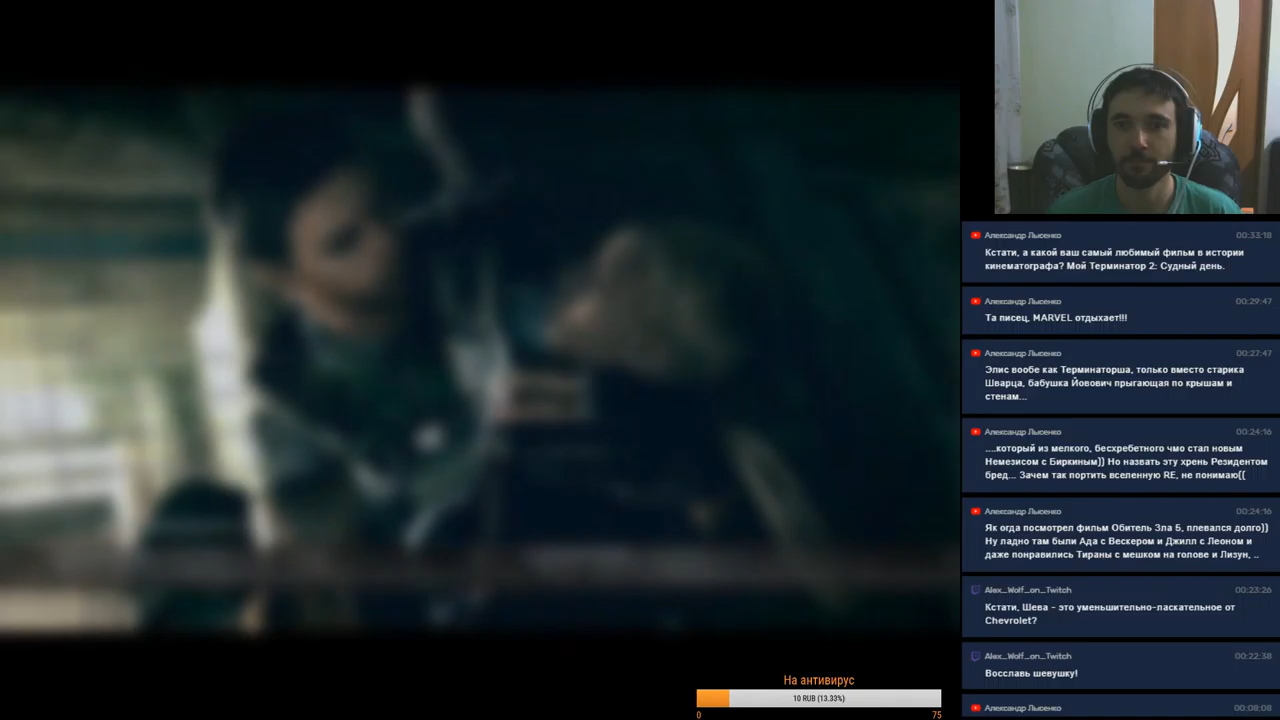 Александр Лысенко 00:33:18
Кстати, а какой ваш самый любимый фильм в истории
кинематографа? Мой Терминатор 2: Судный день.
Александр Лысенко 00:29:47
Та писец, MARVEL отдыхает!!!
Александр Лысенко 00:27:47
Элис вообе как Терминаторша, только вместо старика
Шварца, бабушка Йовович прыгающая по крышам и
стенам...
Александр Лысенко 00:24:16
....который из мелкого, бесхребетного чмо стал новым
Немезисом с Биркиным)) Но назвать эту хрень Резидентом
бред... Зачем так портить вселенную RE, не понимаю((
Александр Лысенко 00:24:16
Як огда посмотрел фильм Обитель Зла 5, плевался долго))
Ну ладно там были Ада с Вескером и Джилл с Леоном и
даже понравились Тираны с мешком на голове и Лизун, ..
Alex_Wolf_on_Twitch 00:23:26
Кстати, Шева - это уменьшительно-ласкательное от
Chevrolet?
Alex_Wolf_on_Twitch 00:22:38
Восславь шевушку!
Александр Лысенко 00:08:08
На антивирус
10 RUB (13.33%)
0 75